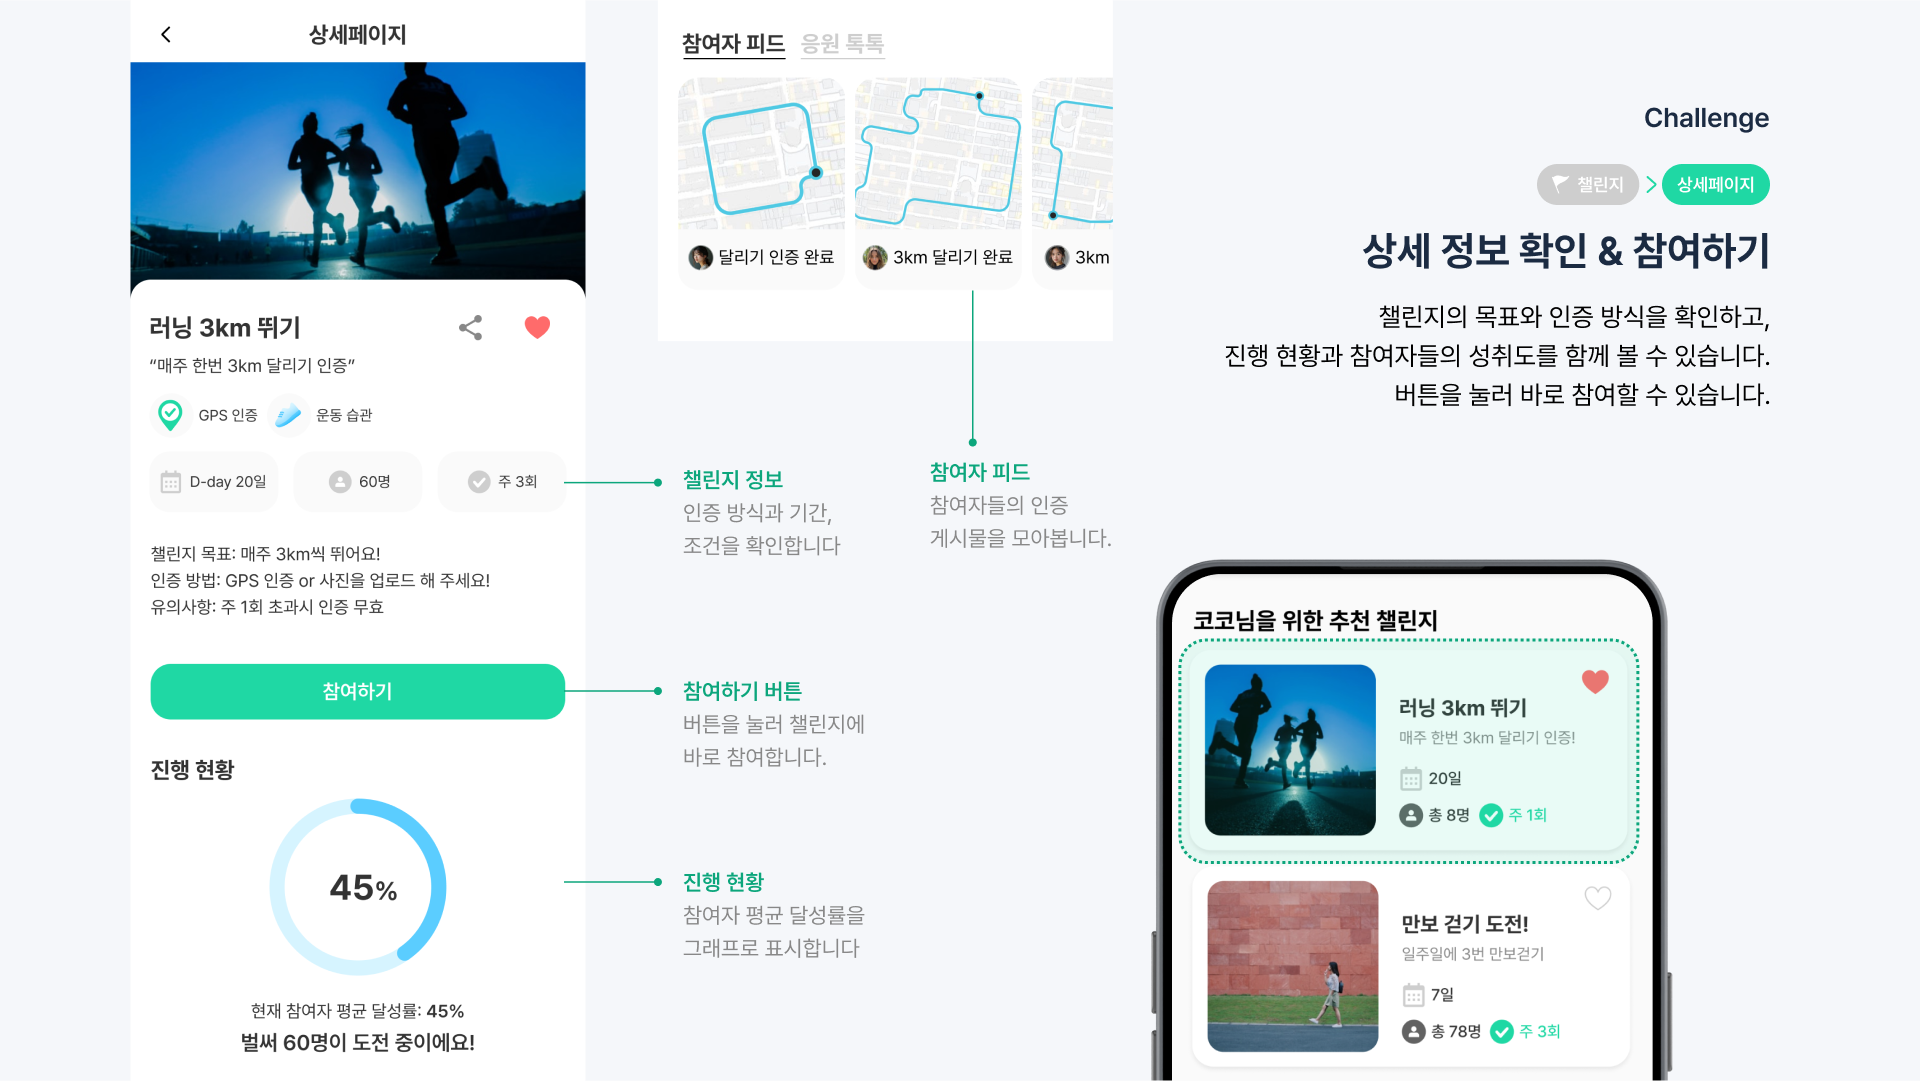 상세페이지
러닝 3km 뛰기
“매주 한번 3km 달리기 인증”
GPS 인증
운동 습관
D-day 20일
60명
주 3회
챌린지 목표: 매주 3km씩 뛰어요!
인증 방법: GPS 인증 or 사진을 업로드 해 주세요!
유의사항: 주 1회 초과시 인증 무효
참여하기
진행 현황
45%
현재 참여자 평균 달성률: 45%
벌써 60명이 도전 중이에요!
참여자 피드
응원 톡톡
달리기 인증 완료
3km 달리기 완료
3km
챌린지 정보
인증 방식과 기간,
조건을 확인합니다
참여자 피드
참여자들의 인증
게시물을 모아봅니다.
참여하기 버튼
버튼을 눌러 챌린지에
바로 참여합니다.
진행 현황
참여자 평균 달성률을
그래프로 표시합니다
Challenge
챌린지
상세페이지
상세 정보 확인 & 참여하기
챌린지의 목표와 인증 방식을 확인하고,
진행 현황과 참여자들의 성취도를 함께 볼 수 있습니다.
버튼을 눌러 바로 참여할 수 있습니다.
코코님을 위한 추천 챌린지
러닝 3km 뛰기
매주 한번 3km 달리기 인증!
20일
총 8명
주 1회
만보 걷기 도전!
일주일에 3번 만보걷기
7일
총 78명
주 3회